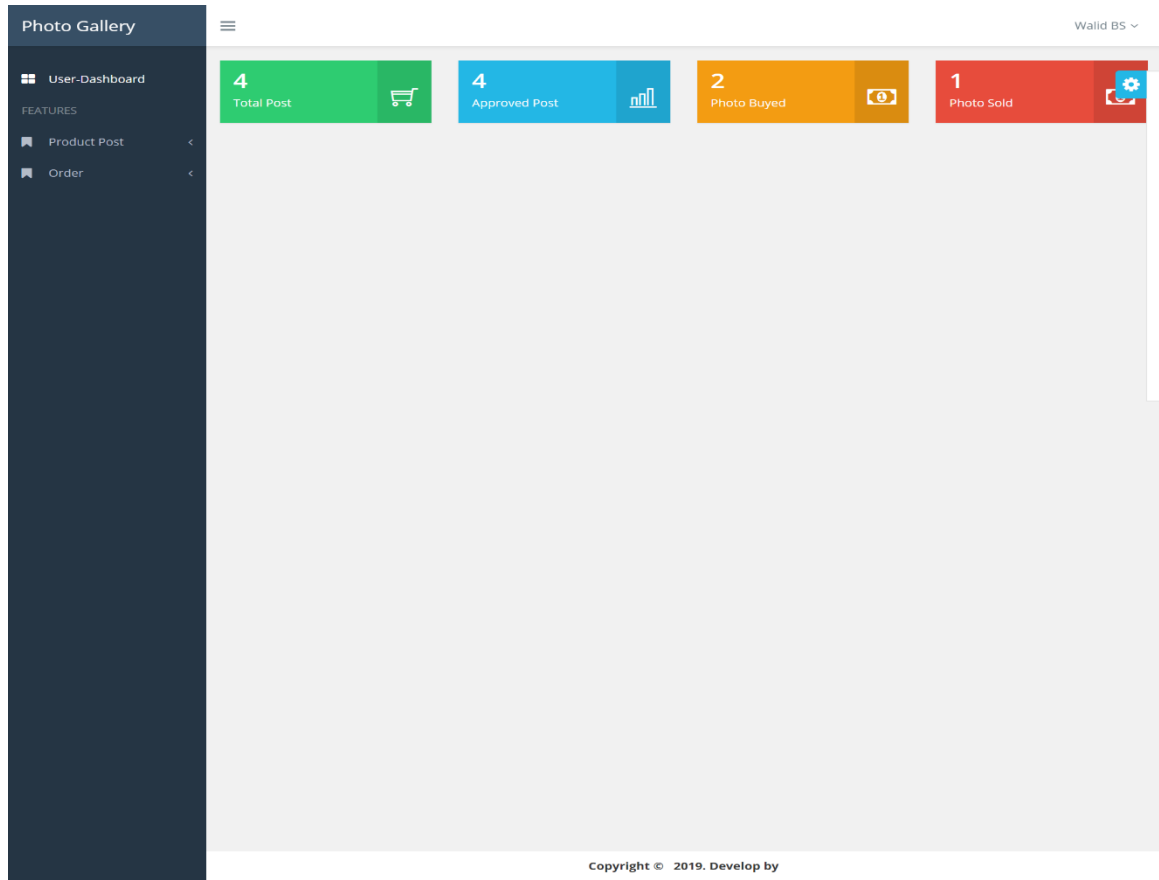 Photo Gallery
Walid BS
User-Dashboard
FEATURES
Product Post
Order
4
Total Post
4
Approved Post
2
Photo Buyed
1
Photo Sold
Copyright © 2019. Develop by